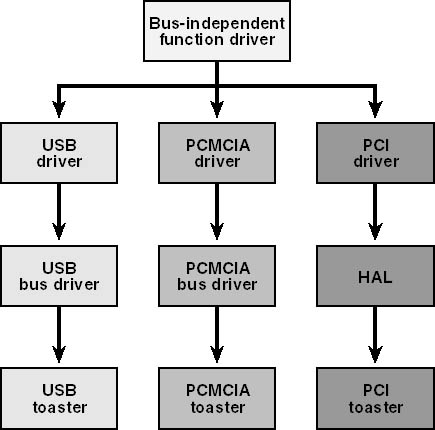 Bus-independent
function driver
USB
driver
PCMCIA
driver
PCI
driver
USB
bus driver
PCMCIA
bus driver
HAL
USB
toaster
PCMCIA
toaster
PCI
toaster